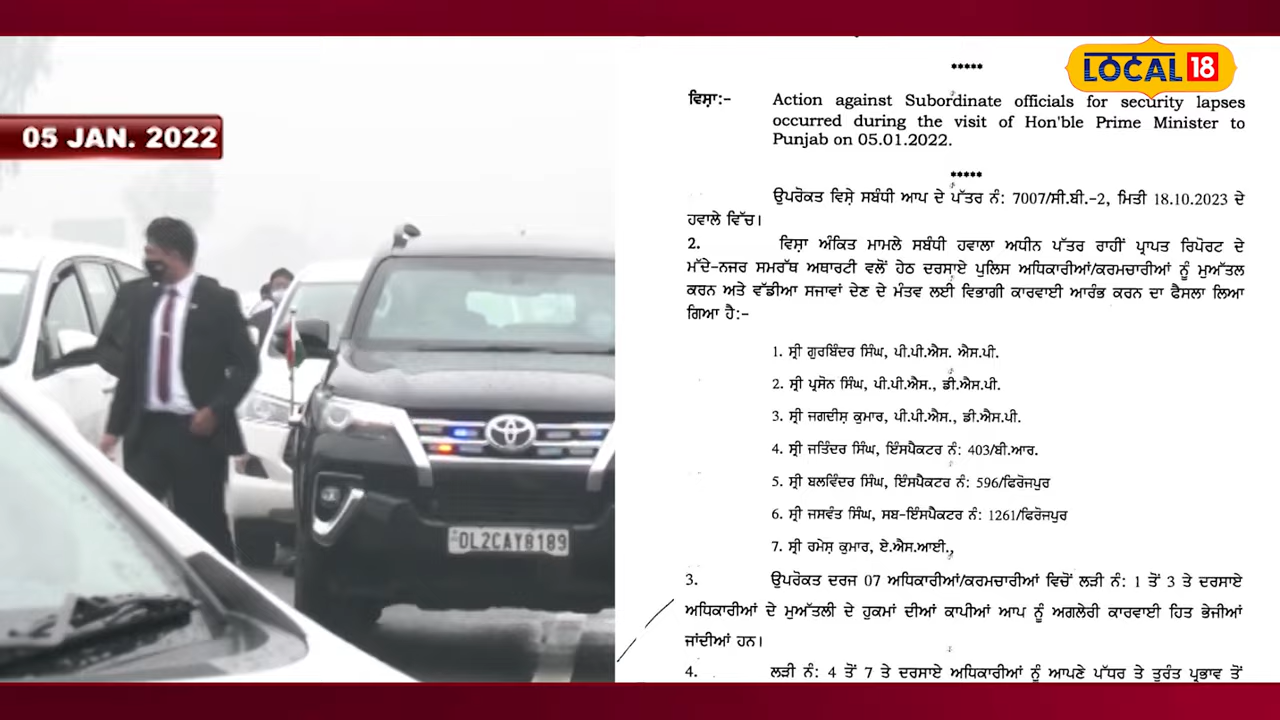 05 JAN. 2022
DL2CAY8189
LOCAL 18
*****
ਵਿਸ਼ਾ:- Action against Subordinate officials for security lapses
occurred during the visit of Hon'ble Prime Minister to
Punjab on 05.01.2022.
*****
ਉਪਰੋਕਤ ਵਿਸ਼ੇ ਸਬੰਧੀ ਆਪ ਦੇ ਪੱਤਰ ਨੰ: 7007/ਸੀ.ਬੀ.-2, ਮਿਤੀ 18.10.2023 ਦੇ
ਹਵਾਲੇ ਵਿੱਚ।
2. ਵਿਸ਼ਾ ਅੰਕਿਤ ਮਾਮਲੇ ਸਬੰਧੀ ਹਵਾਲਾ ਅਧੀਨ ਪੱਤਰ ਰਾਹੀਂ ਪ੍ਰਾਪਤ ਰਿਪੋਰਟ ਦੇ
ਮੱਦੇ-ਨਜਰ ਸਮਰੱਥ ਅਥਾਰਟੀ ਵਲੋਂ ਹੇਠ ਦਰਸਾਏ ਪੁਲਿਸ ਅਧਿਕਾਰੀਆਂ/ਕਰਮਚਾਰੀਆਂ ਨੂੰ ਮੁਅੱਤਲ
ਕਰਨ ਅਤੇ ਵੱਡੀਆ ਸਜਾਵਾਂ ਦੇਣ ਦੇ ਮੰਤਵ ਲਈ ਵਿਭਾਗੀ ਕਾਰਵਾਈ ਆਰੰਭ ਕਰਨ ਦਾ ਫੈਸਲਾ ਲਿਆ
ਗਿਆ ਹੈ:-
1. ਸ੍ਰੀ ਗੁਰਬਿੰਦਰ ਸਿੰਘ, ਪੀ.ਪੀ.ਐਸ. ਐਸ.ਪੀ.
2. ਸ੍ਰੀ ਪ੍ਰਸੋਨ ਸਿੰਘ, ਪੀ.ਪੀ.ਐਸ., ਡੀ.ਐਸ.ਪੀ.
3. ਸ੍ਰੀ ਜਗਦੀਸ਼ ਕੁਮਾਰ, ਪੀ.ਪੀ.ਐਸ., ਡੀ.ਐਸ.ਪੀ.
4. ਸ੍ਰੀ ਜਤਿੰਦਰ ਸਿੰਘ, ਇੰਸਪੈਕਟਰ ਨੰ: 403/ਬੀ.ਆਰ.
5. ਸ੍ਰੀ ਬਲਵਿੰਦਰ ਸਿੰਘ, ਇੰਸਪੈਕਟਰ ਨੰ: 596/ਫਿਰੋਜਪੁਰ
6. ਸ੍ਰੀ ਜਸਵੰਤ ਸਿੰਘ, ਸਬ-ਇੰਸਪੈਕਟਰ ਨੰ: 1261/ਫਿਰੋਜਪੁਰ
7. ਸ੍ਰੀ ਰਮੇਸ਼ ਕੁਮਾਰ, ਏ.ਐਸ.ਆਈ.,
3. ਉਪਰੋਕਤ ਦਰਜ 07 ਅਧਿਕਾਰੀਆਂ/ਕਰਮਚਾਰੀਆਂ ਵਿਚੋਂ ਲੜੀ ਨੰ: 1 ਤੋਂ 3 ਤੇ ਦਰਸਾਏ
ਅਧਿਕਾਰੀਆਂ ਦੇ ਮੁਅੱਤਲੀ ਦੇ ਹੁਕਮਾਂ ਦੀਆਂ ਕਾਪੀਆਂ ਆਪ ਨੂੰ ਅਗਲੇਰੀ ਕਾਰਵਾਈ ਹਿਤ ਭੇਜੀਆਂ
ਜਾਂਦੀਆਂ ਹਨ।
4. ਲੜੀ ਨੰ: 4 ਤੋਂ 7 ਤੇ ਦਰਸਾਏ ਅਧਿਕਾਰੀਆਂ ਨੂੰ ਆਪਣੇ ਪੱਧਰ ਤੇ ਤੁਰੰਤ ਪ੍ਰਭਾਵ ਤੋਂ